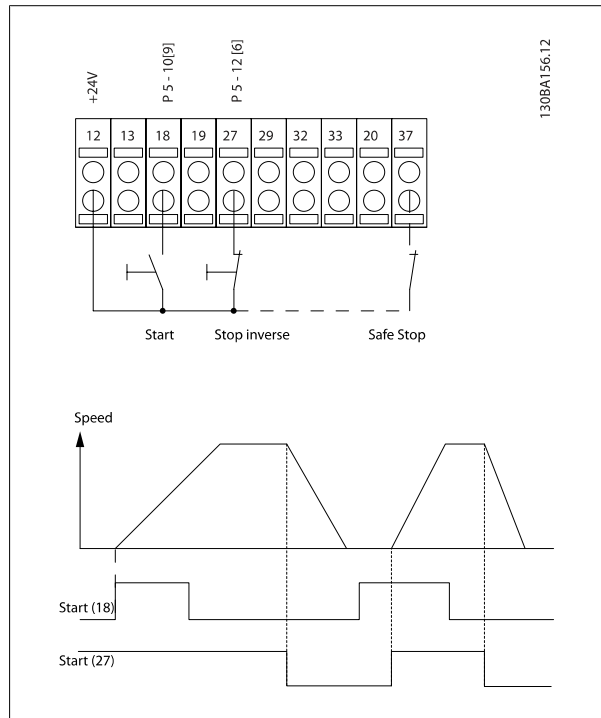 +24V
P 5 - 10[9]
P 5 - 12 [6]
130BA156.12
12 13 18 19 27 29 32 33 20 37
Start Stop inverse Safe Stop
Speed
Start (18)
Start (27)